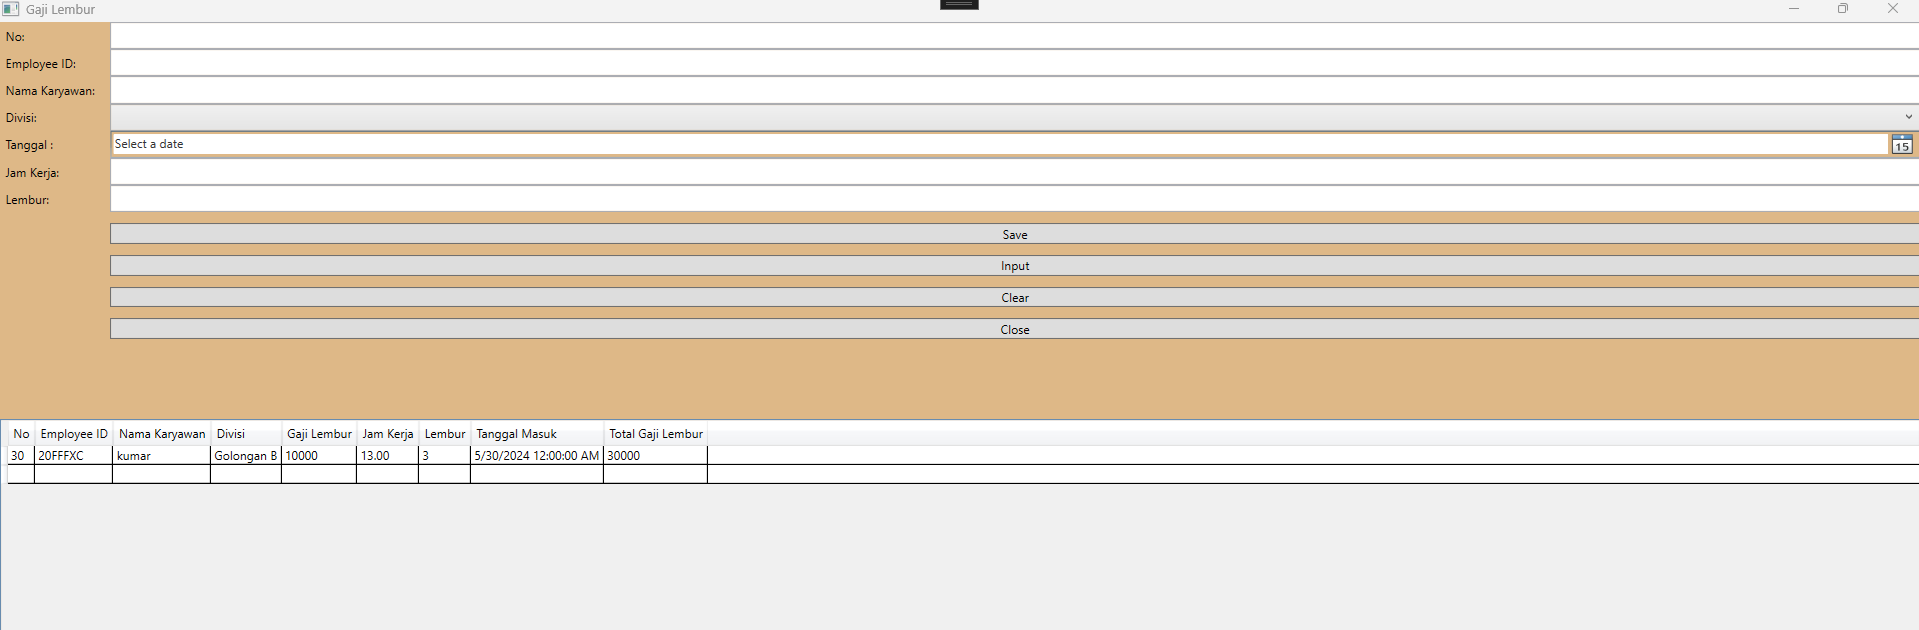 Gaji Lembur
No:
Employee ID:
Nama Karyawan:
Divisi:
Tanggal : Select a date 15
Jam Kerja:
Lembur:
Save
Input
Clear
Close
No Employee ID Nama Karyawan Divisi Gaji Lembur Jam Kerja Lembur Tanggal Masuk Total Gaji Lembur
30 20FFFXC kumar Golongan B 10000 13.00 3 5/30/2024 12:00:00 AM 30000